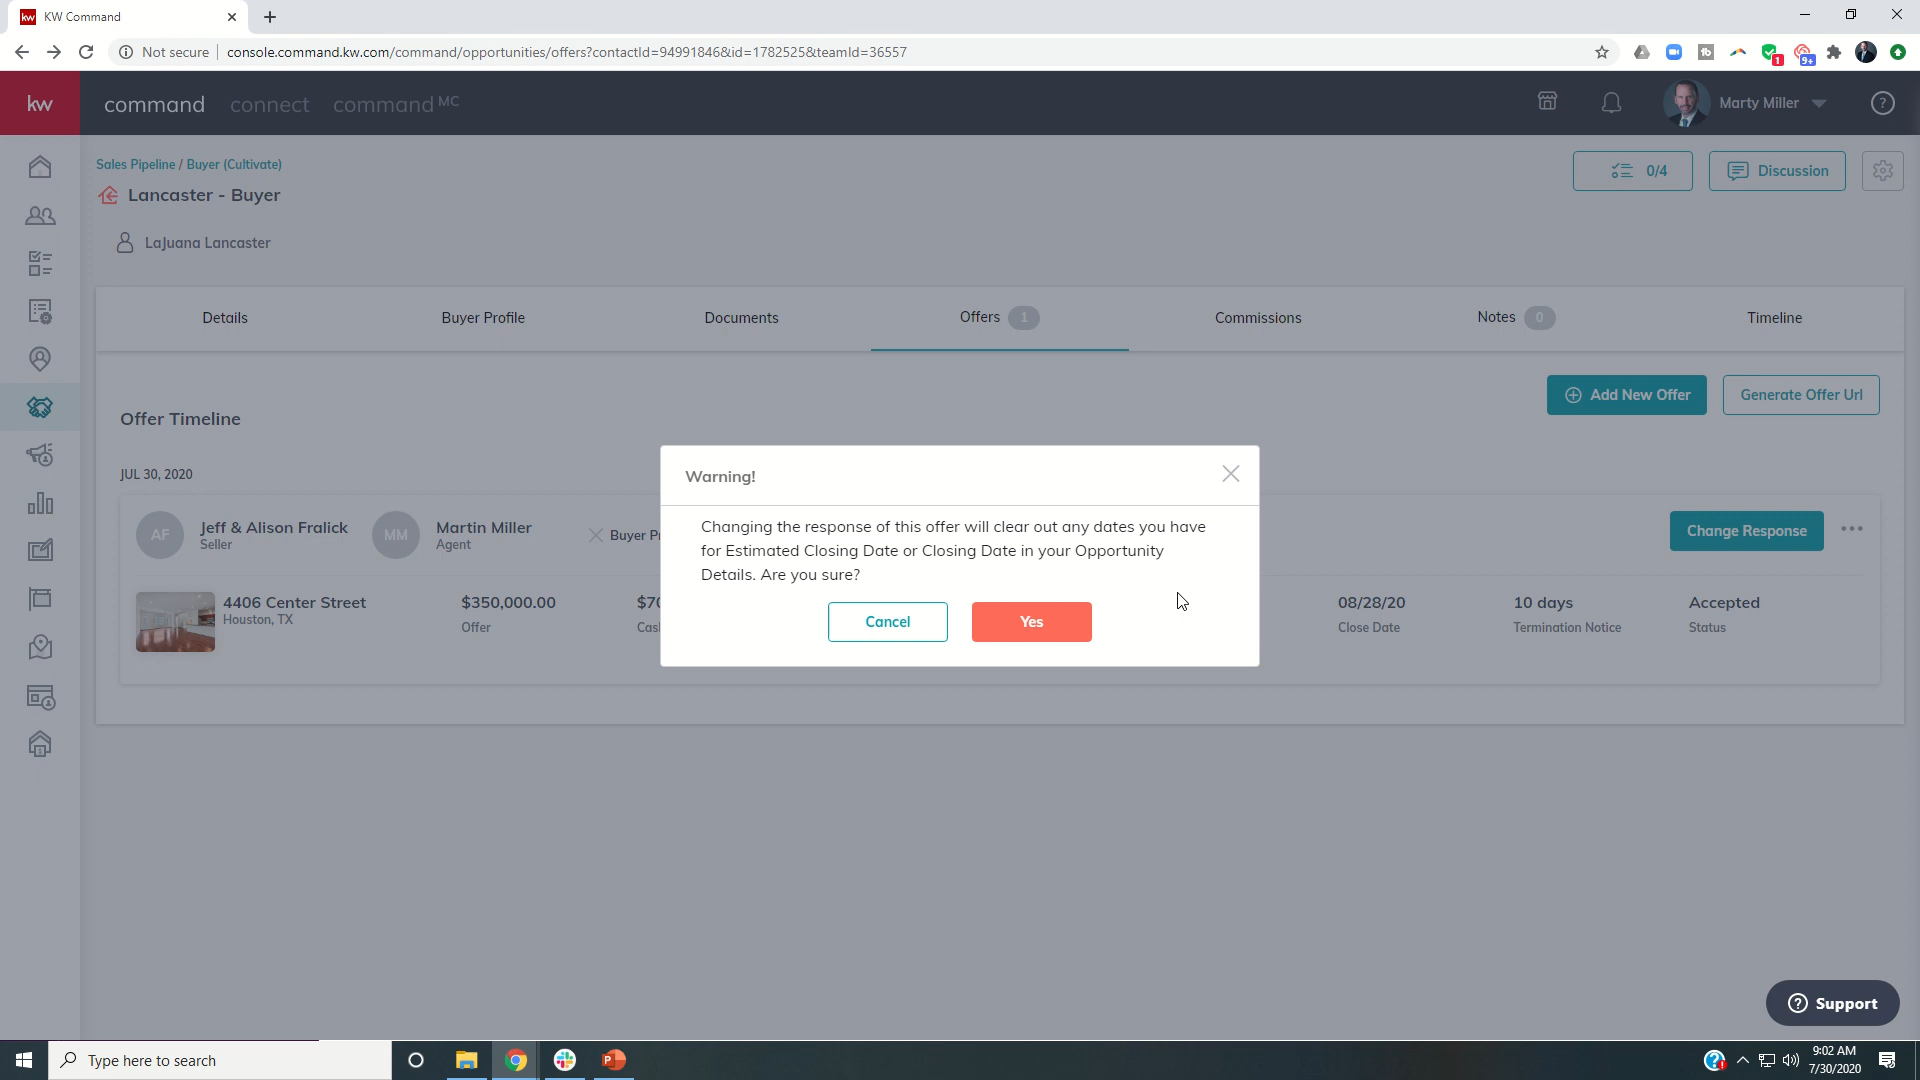 kw KW Command
Not secure console.command.kw.com/command/opportunities/offers?contactId=94991846&id=1782525&teamId=36557
1
9+
kw command connect command MC
Marty Miller
?
Sales Pipeline / Buyer (Cultivate)
0/4
Discussion
Lancaster - Buyer
LaJuana Lancaster
Details
Buyer Profile
Documents
Offers 1
Commissions
Notes 0
Timeline
Add New Offer
Generate Offer Url
Offer Timeline
JUL 30, 2020
Warning!
Changing the response of this offer will clear out any dates you have
for Estimated Closing Date or Closing Date in your Opportunity
Details. Are you sure?
Cancel
Yes
AF
Jeff & Alison Fralick
Seller
MM
Martin Miller
Agent
Buyer
Change Response
4406 Center Street
Houston, TX
$350,000.00
Offer
08/28/20
Close Date
10 days
Termination Notice
Accepted
Status
? Support
Type here to search
9:02 AM
7/30/2020